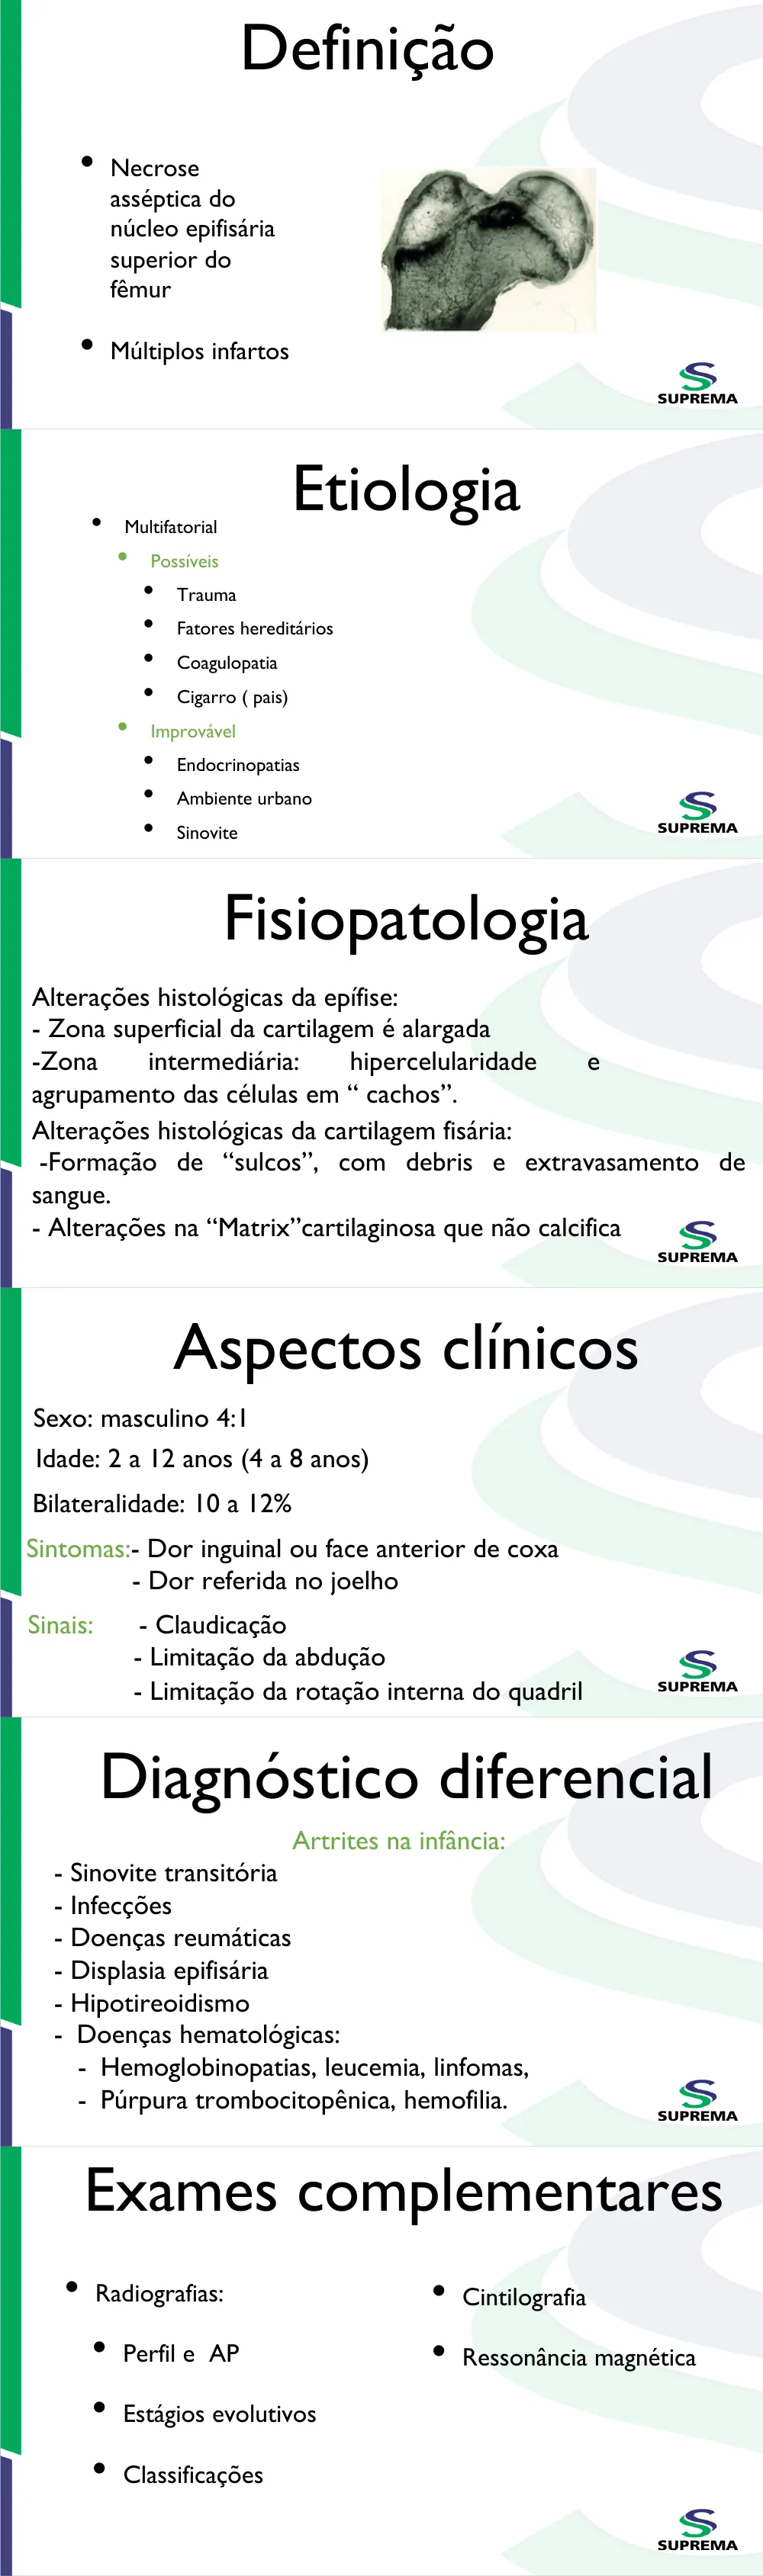 Definição
• Necrose
asséptica do
núcleo epifisária
superior do
fêmur
• Múltiplos infartos
SUPREMA
Etiologia
• Multifatorial
• Possíveis
• Trauma
• Fatores hereditários
• Coagulopatia
• Cigarro ( pais)
• Improvável
• Endocrinopatias
• Ambiente urbano
• Sinovite
SUPREMA
Fisiopatologia
Alterações histológicas da epífise:
- Zona superficial da cartilagem é alargada
-Zona intermediária: hipercelularidade e
agrupamento das células em “ cachos”.
Alterações histológicas da cartilagem fisária:
-Formação de “sulcos”, com debris e extravasamento de
sangue.
- Alterações na “Matrix”cartilaginosa que não calcifica
SUPREMA
Aspectos clínicos
Sexo: masculino 4:1
Idade: 2 a 12 anos (4 a 8 anos)
Bilateralidade: 10 a 12%
Sintomas:- Dor inguinal ou face anterior de coxa
- Dor referida no joelho
Sinais: - Claudicação
- Limitação da abdução
- Limitação da rotação interna do quadril
SUPREMA
Diagnóstico diferencial
Artrites na infância:
- Sinovite transitória
- Infecções
- Doenças reumáticas
- Displasia epifisária
- Hipotireoidismo
- Doenças hematológicas:
- Hemoglobinopatias, leucemia, linfomas,
- Púrpura trombocitopênica, hemofilia.
SUPREMA
Exames complementares
• Radiografias:
• Perfil e AP
• Estágios evolutivos
• Classificações
• Cintilografia
• Ressonância magnética
SUPREMA